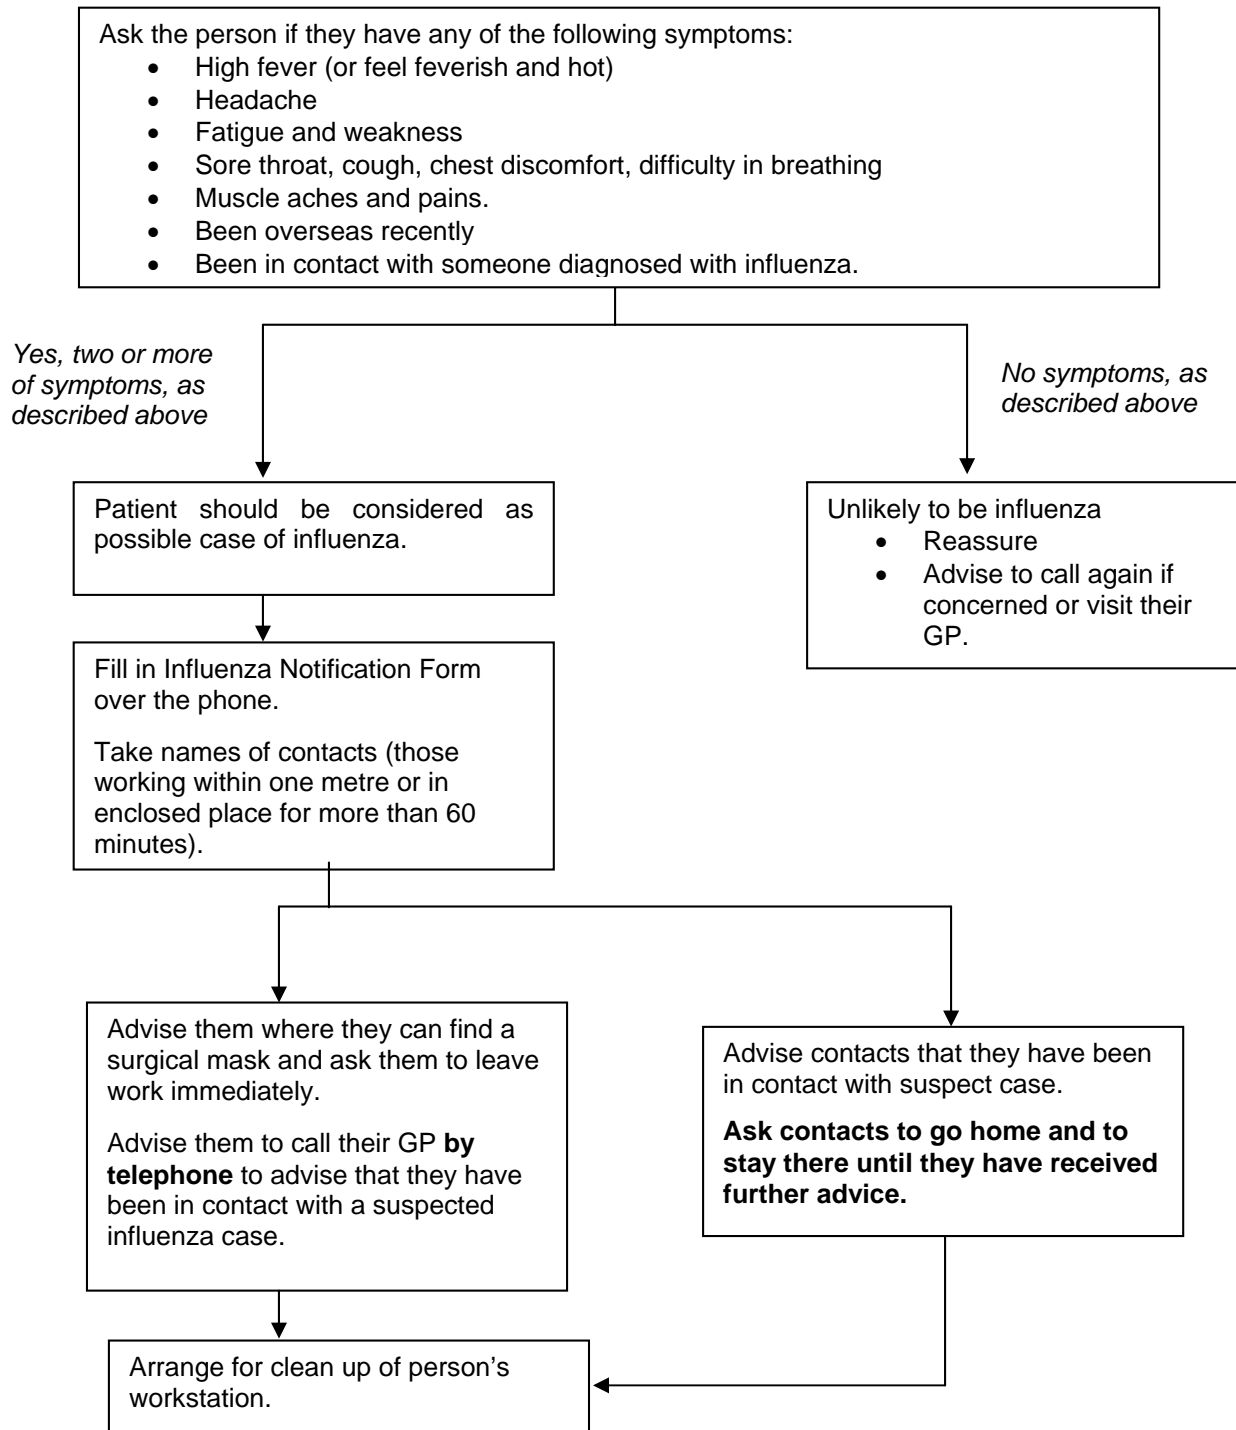 Ask the person if they have any of the following symptoms:
• High fever (or feel feverish and hot)
• Headache
• Fatigue and weakness
• Sore throat, cough, chest discomfort, difficulty in breathing
• Muscle aches and pains.
• Been overseas recently
• Been in contact with someone diagnosed with influenza.
Yes, two or more
of symptoms, as
described above
No symptoms, as
described above
Patient should be considered as
possible case of influenza.
Unlikely to be influenza
• Reassure
• Advise to call again if
concerned or visit their
GP.
Fill in Influenza Notification Form
over the phone.
Take names of contacts (those
working within one metre or in
enclosed place for more than 60
minutes).
Advise them where they can find a
surgical mask and ask them to leave
work immediately.
Advise them to call their GP by
telephone to advise that they have
been in contact with a suspected
influenza case.
Advise contacts that they have been
in contact with suspect case.
Ask contacts to go home and to
stay there until they have received
further advice.
Arrange for clean up of person’s
workstation.